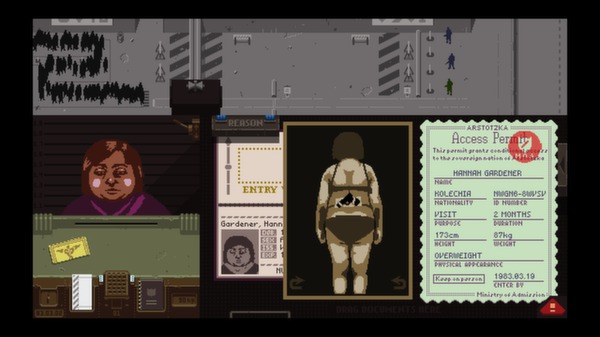 REASON
ENTRY
Gardener, Hann
ARSTOTZKA
Access Permit
This permit grants conditional access
to the sovereign nation of Arstotzka
HANNAH GARDENER
NAME
KOLECHIA
NATIONALITY
ID NUMBER
VISIT 2 MONTHS
PURPOSE DURATION
173cm 87kg
HEIGHT WEIGHT
OVERWEIGHT
PHYSICAL APPEARANCE
Keep on person
1983.03.19
ENTER BY
Ministry of Admission